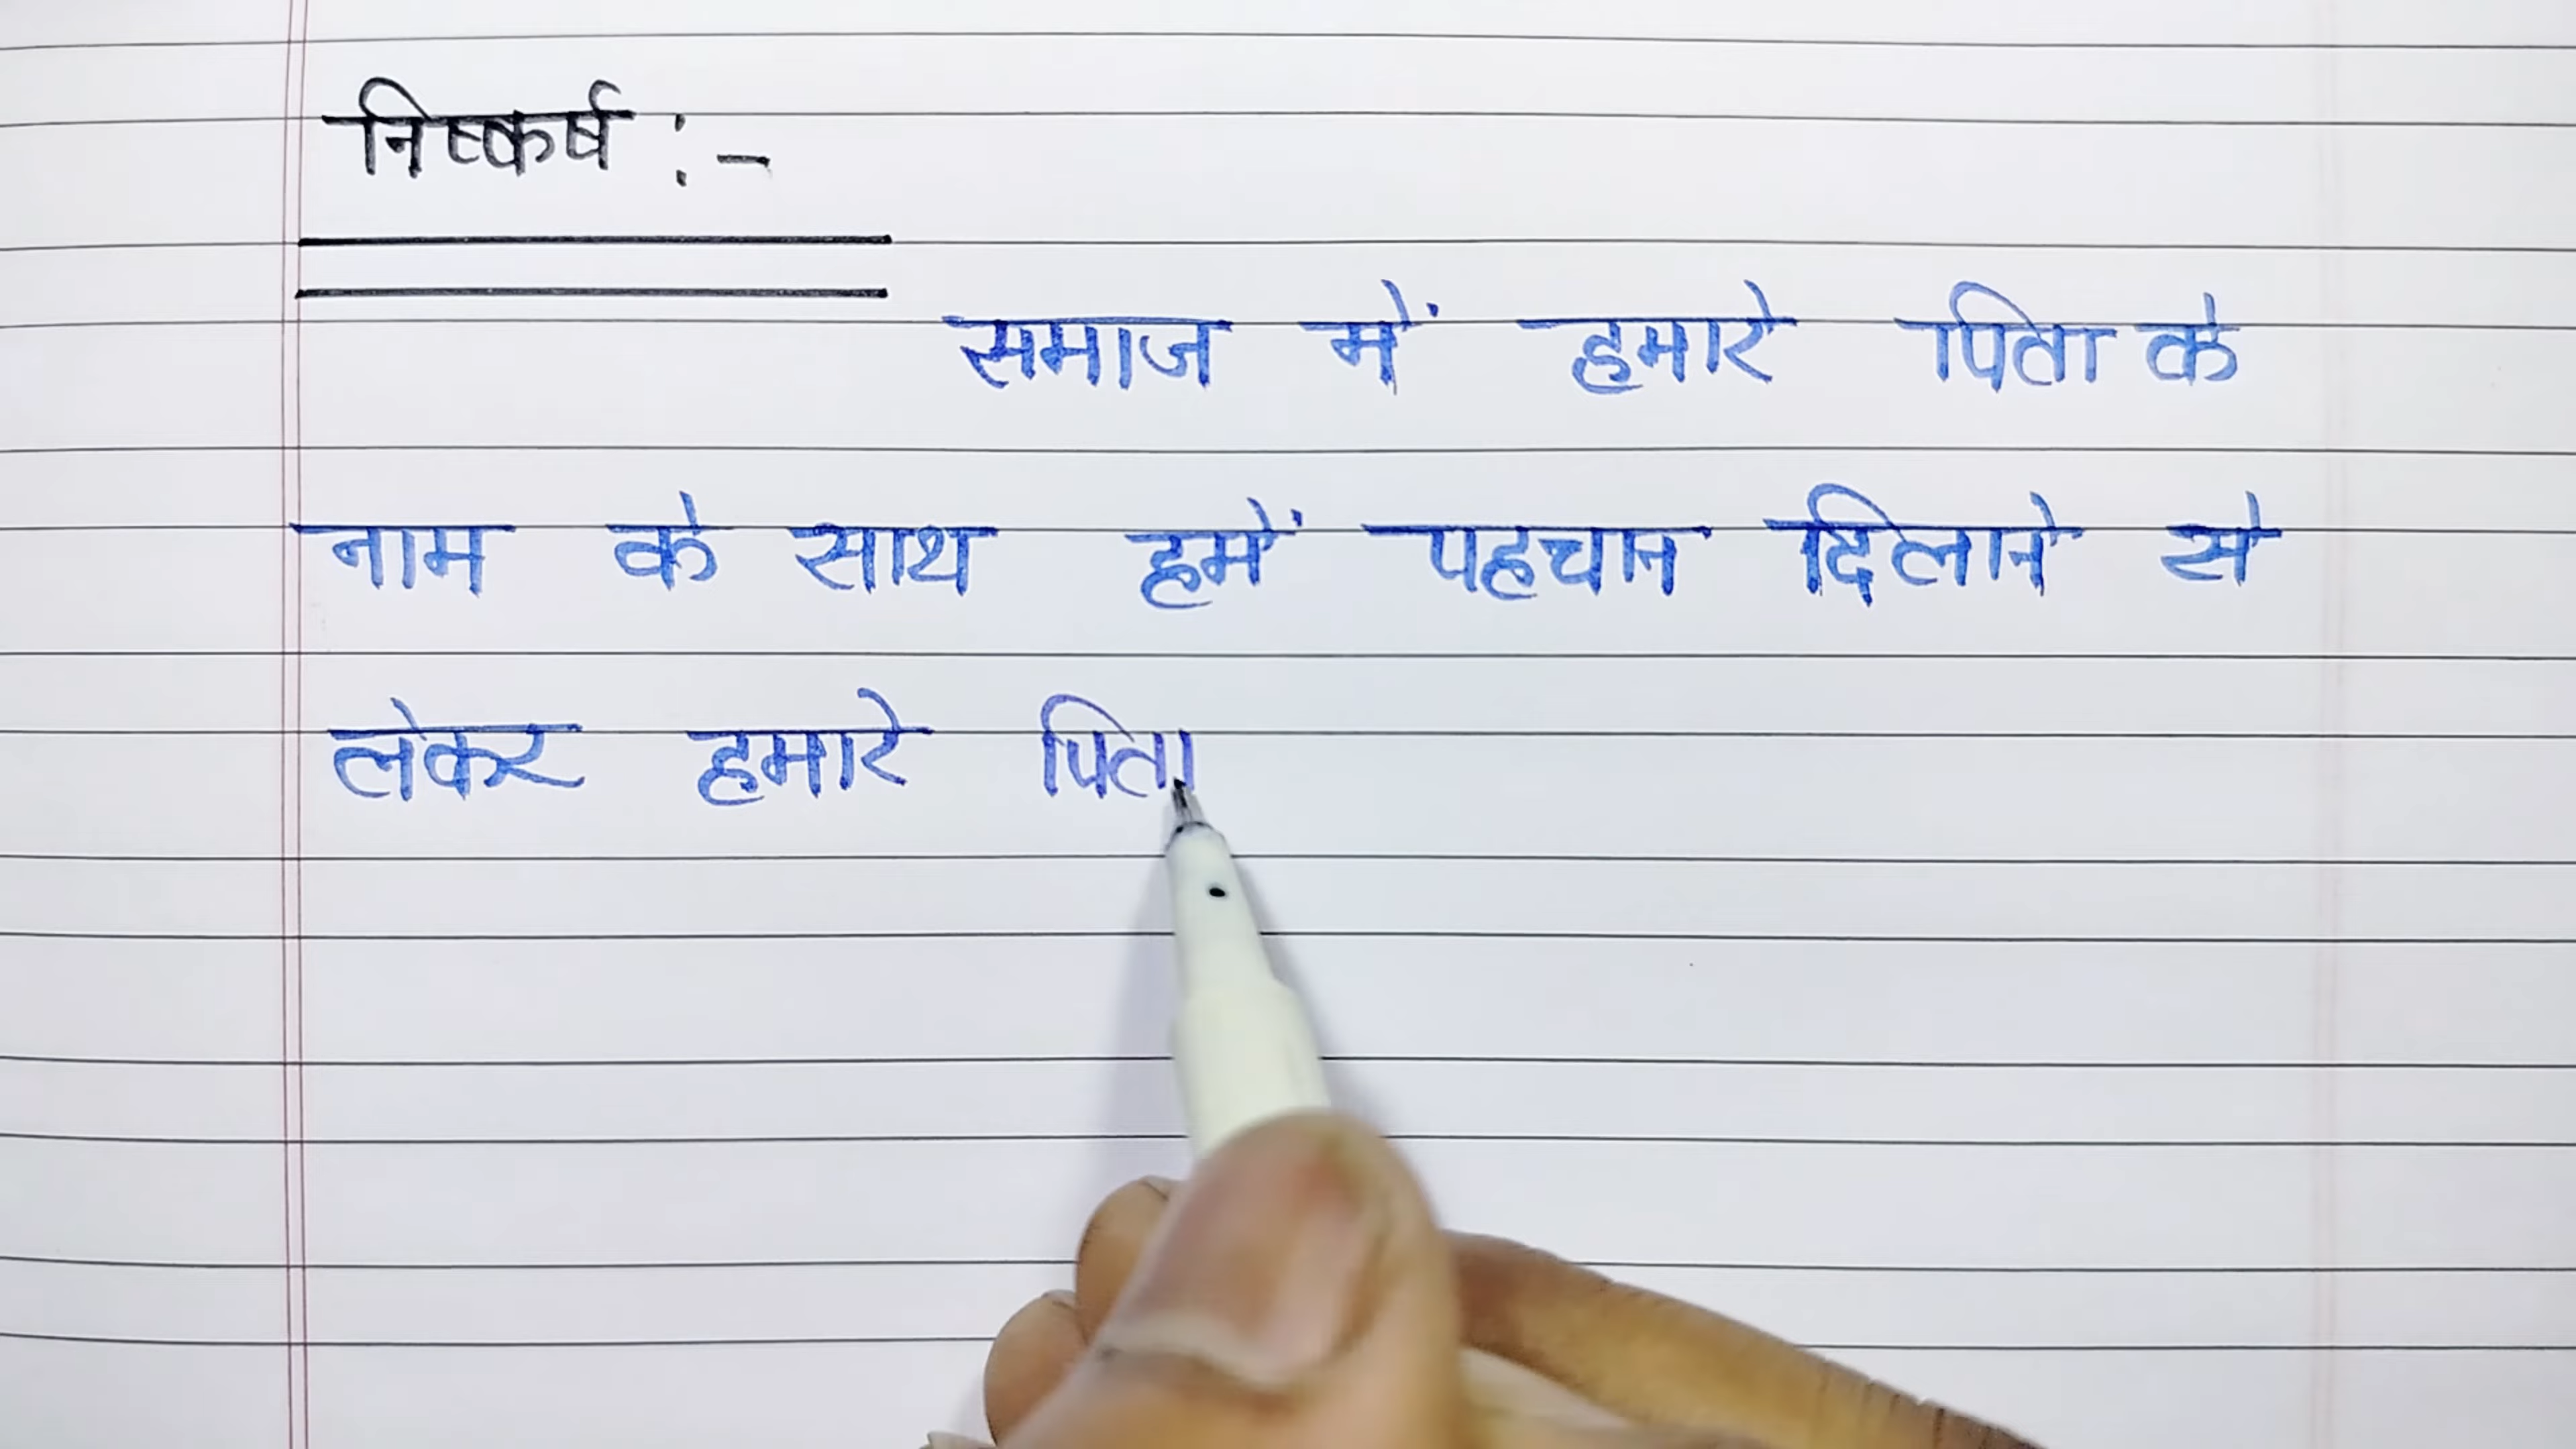 निष्कर्ष :-
समाज में हमारे पिता के
नाम के साथ हमें पहचान दिलाने से
लेकर हमारे पिता